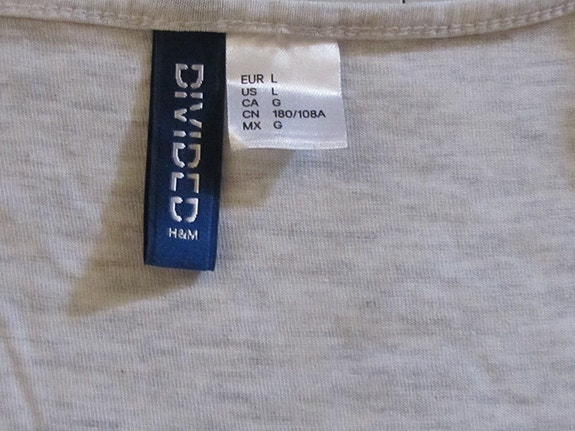 DIVIDED
H&M
EUR L
US L
CA G
CN 180/108A
MX G